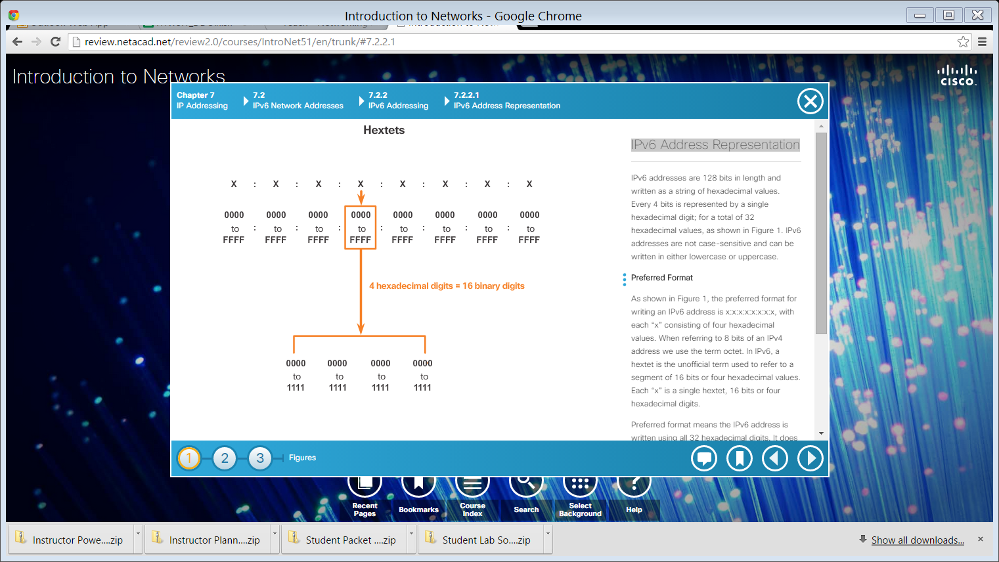 Introduction to Networks - Google Chrome
review.netacad.net/review2.0/courses/IntroNet51/en/trunk/#7.2.2.1
Introduction to Networks
CISCO
Chapter 7
IP Addressing
7.2
IPv6 Network Addresses
7.2.2
IPv6 Addressing
7.2.2.1
IPv6 Address Representation
Hextets
X : X : X : X : X : X : X : X
0000 0000 0000 0000 0000 0000 0000 0000
to : to : to : to : to : to : to : to
FFFF FFFF FFFF FFFF FFFF FFFF FFFF FFFF
4 hexadecimal digits = 16 binary digits
0000 0000 0000 0000
to to to to
1111 1111 1111 1111
IPv6 Address Representation
IPv6 addresses are 128 bits in length and
written as a string of hexadecimal values.
Every 4 bits is represented by a single
hexadecimal digit; for a total of 32
hexadecimal values, as shown in Figure 1. IPv6
addresses are not case-sensitive and can be
written in either lowercase or uppercase.
Preferred Format
As shown in Figure 1, the preferred format for
writing an IPv6 address is x:x:x:x:x:x:x:x, with
each “x” consisting of four hexadecimal
values. When referring to 8 bits of an IPv4
address we use the term octet. In IPv6, a
hextet is the unofficial term used to refer to a
segment of 16 bits or four hexadecimal values.
Each “x” is a single hextet, 16 bits or four
hexadecimal digits.
Preferred format means the IPv6 address is
written using all 32 hexadecimal digits. It does
1 2 3 Figures
Recent
Pages
Bookmarks
Course
Index
Search
Select
Background
Help
Instructor Powe....zip
Instructor Plann....zip
Student Packet ....zip
Student Lab So....zip
Show all downloads...